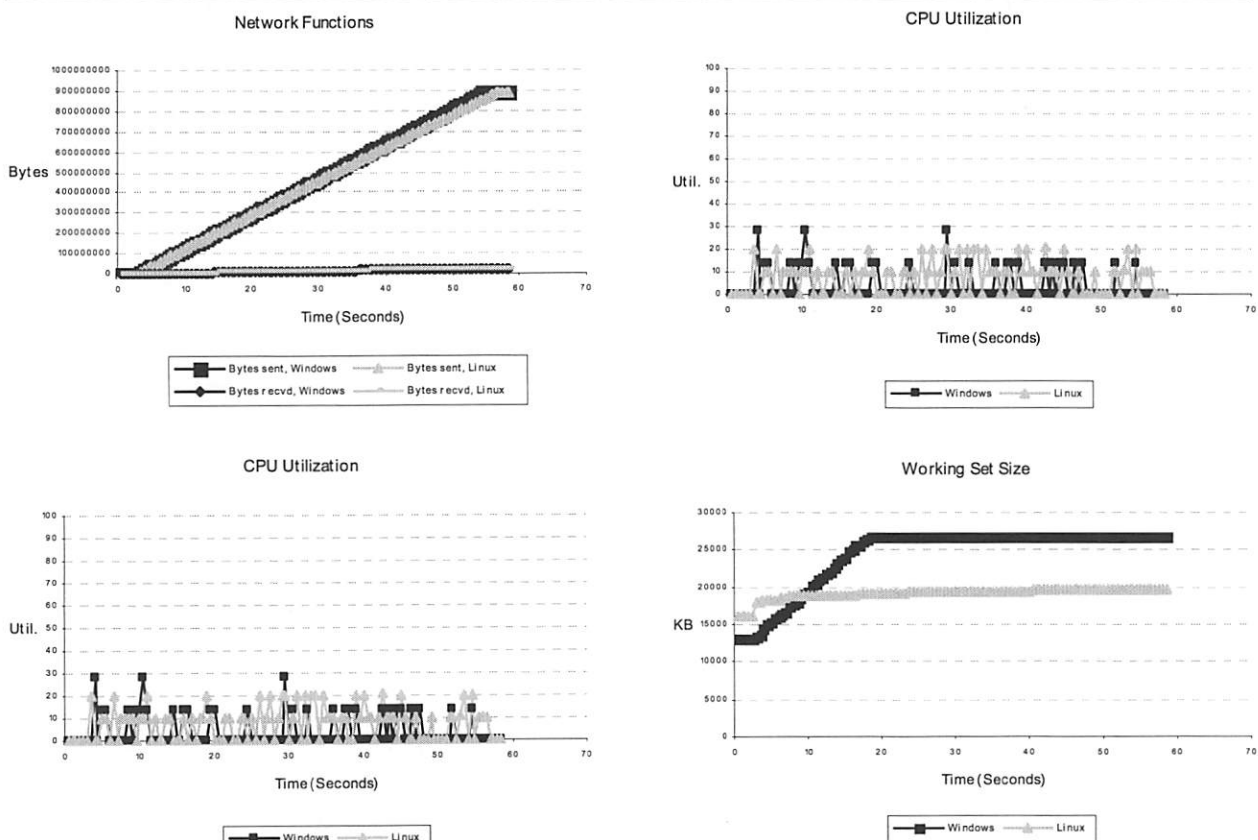 Network Functions
1000000000
900000000
800000000
700000000
600000000
500000000
400000000
300000000
200000000
100000000
0
Bytes
0 10 20 30 40 50 60 70
Time (Seconds)
Bytes sent, Windows Bytes sent, Linux
Bytes recvd, Windows Bytes recvd, Linux
CPU Utilization
100
90
80
70
60
50
40
30
20
10
0
Util.
0 10 20 30 40 50 60 70
Time (Seconds)
Windows Linux
CPU Utilization
100
90
80
70
60
50
40
30
20
10
0
Util.
0 10 20 30 40 50 60 70
Time (Seconds)
Windows Linux
Working Set Size
30000
25000
20000
15000
10000
5000
0
KB
0 10 20 30 40 50 60 70
Time (Seconds)
Windows Linux